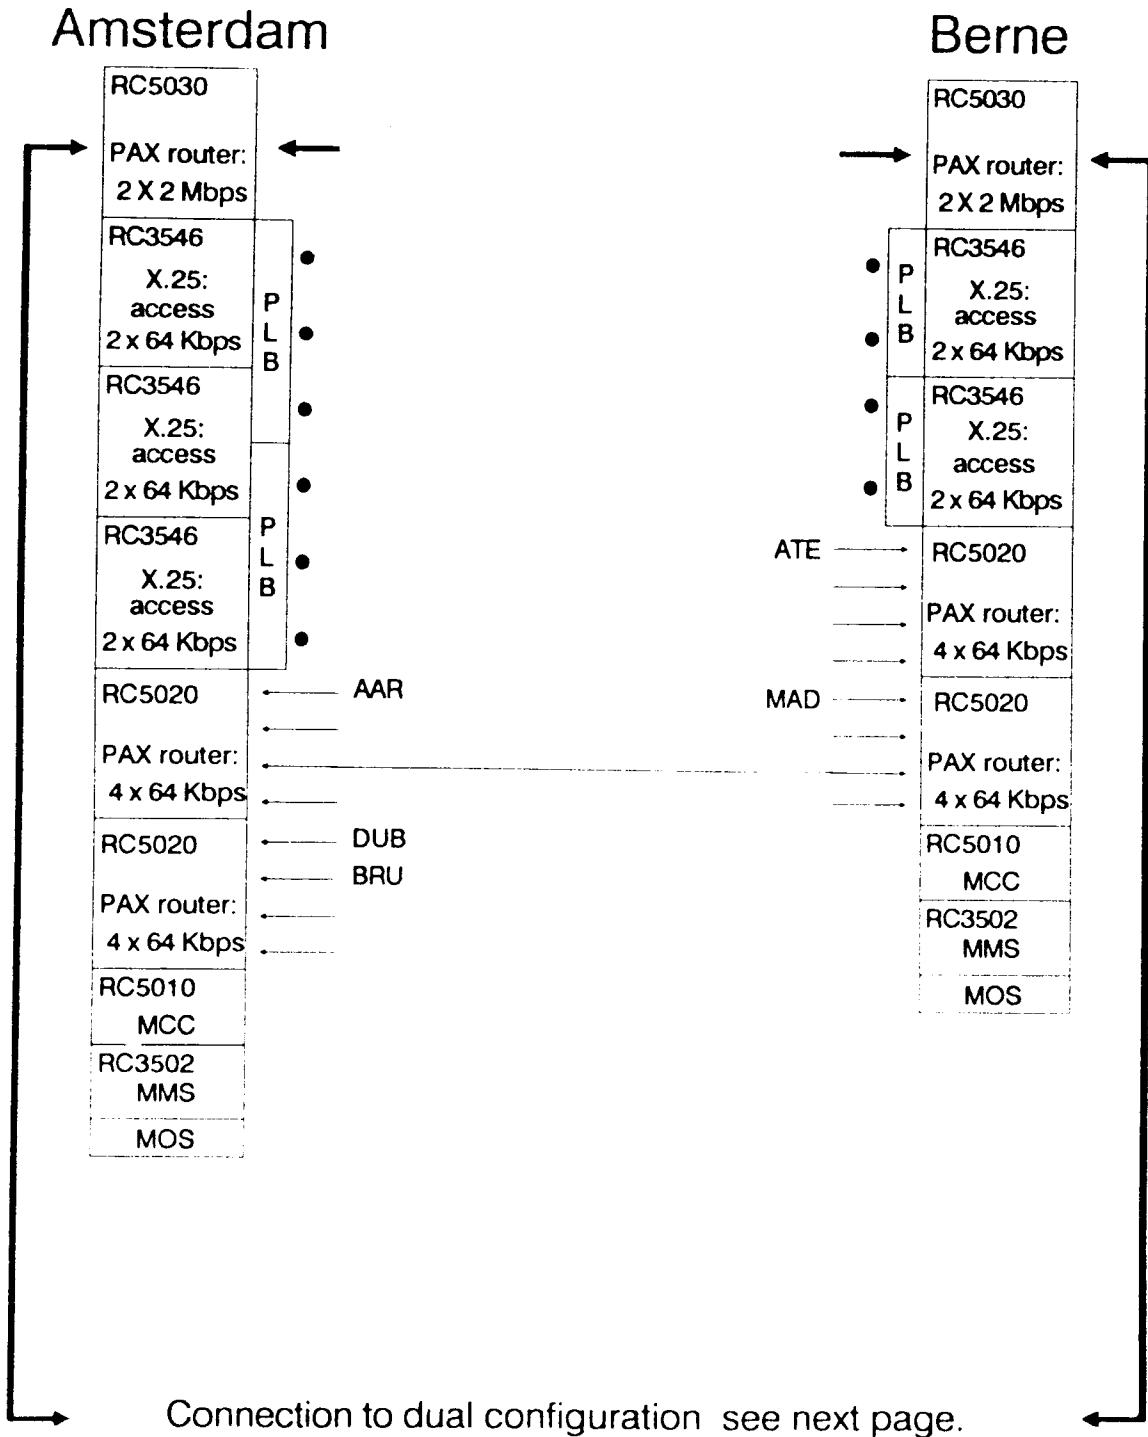 Amsterdam
RC5030
PAX router:
2 X 2 Mbps
RC3546
X.25:
access
2 x 64 Kbps
RC3546
X.25:
access
2 x 64 Kbps
RC3546
X.25:
access
2 x 64 Kbps
P
L
B
P
L
B
RC5020
PAX router:
4 x 64 Kbps
RC5020
PAX router:
4 x 64 Kbps
RC5010
MCC
RC3502
MMS
MOS
AAR
DUB
BRU
Berne
RC5030
PAX router:
2 X 2 Mbps
P
L
B
RC3546
X.25:
access
2 x 64 Kbps
P
L
B
RC3546
X.25:
access
2 x 64 Kbps
ATE
RC5020
PAX router:
4 x 64 Kbps
MAD
RC5020
PAX router:
4 x 64 Kbps
RC5010
MCC
RC3502
MMS
MOS
Connection to dual configuration see next page.